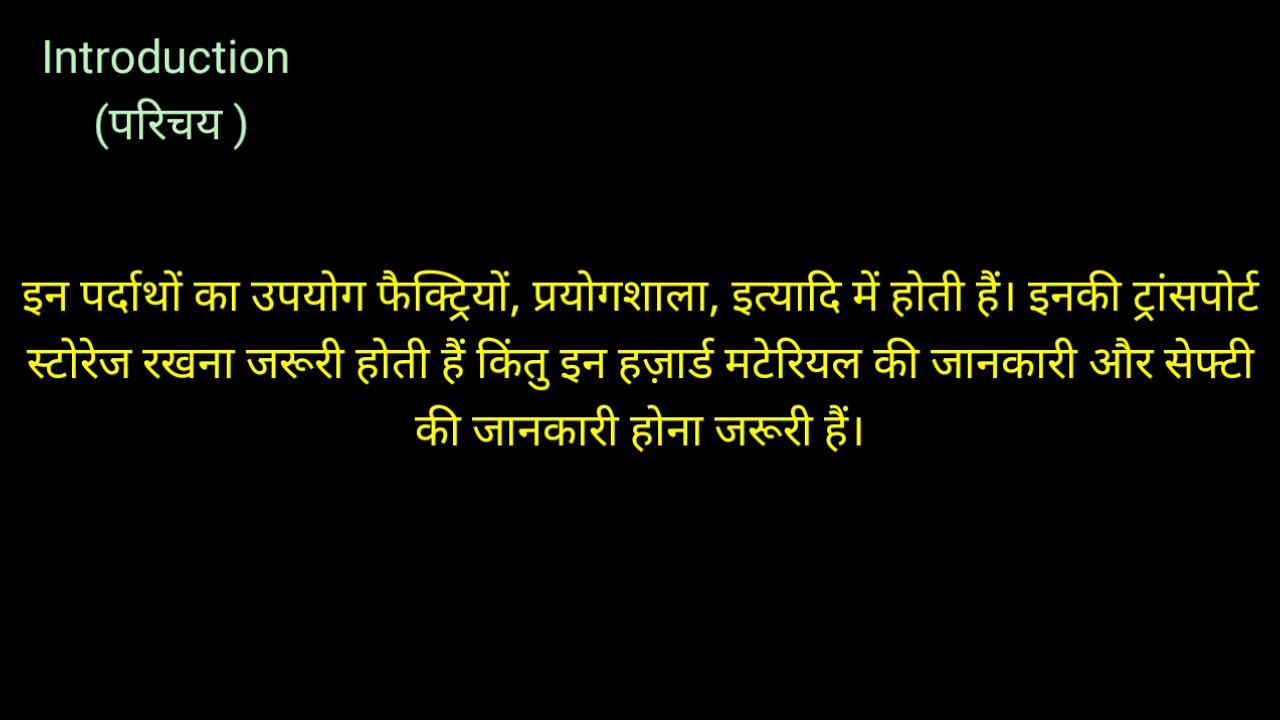 Introduction
(परिचय )
इन पर्दाथों का उपयोग फैक्ट्रियों, प्रयोगशाला, इत्यादि में होती हैं। इनकी ट्रांसपोर्ट
स्टोरेज रखना जरूरी होती हैं किंतु इन हज़ार्ड मटेरियल की जानकारी और सेफ्टी
की जानकारी होना जरूरी हैं।